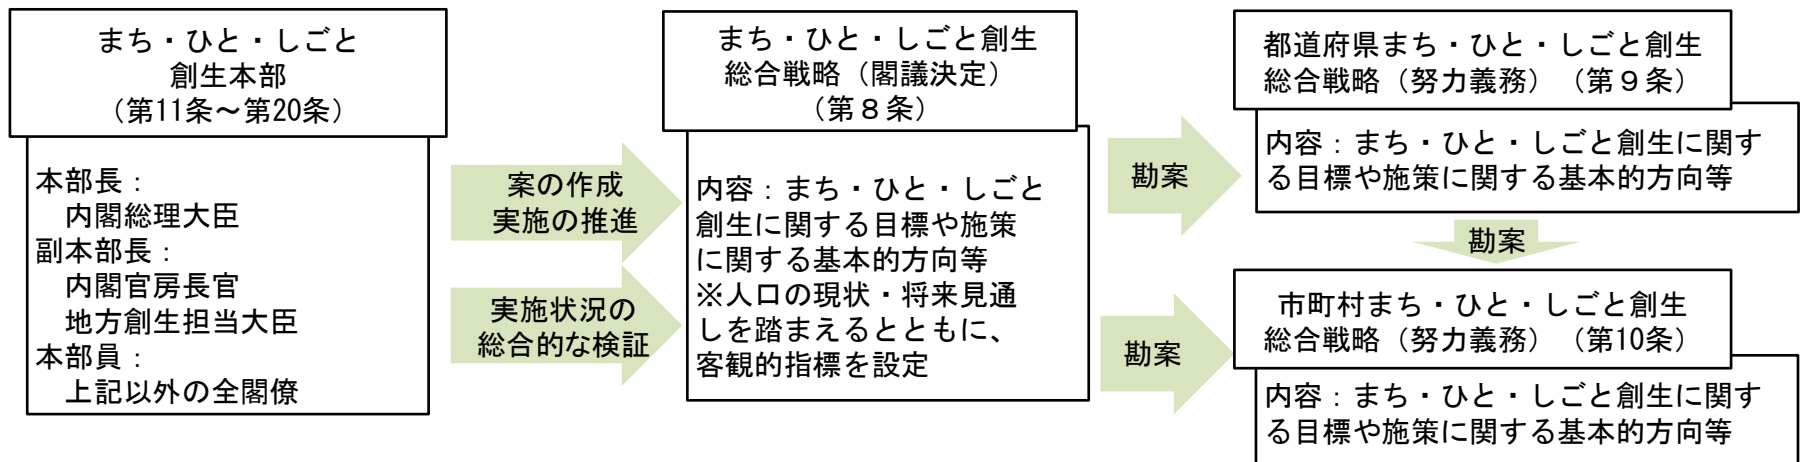 まち・ひと・しごと
創生本部
（第11条～第20条）
本部長：
内閣総理大臣
副本部長：
内閣官房長官
地方創生担当大臣
本部員：
上記以外の全閣僚
案の作成
実施の推進
実施状況の
総合的な検証
まち・ひと・しごと創生
総合戦略（閣議決定）
（第８条）
内容：まち・ひと・しごと
創生に関する目標や施策
に関する基本的方向等
※人口の現状・将来見通
しを踏まえるとともに、
客観的指標を設定
勘案
勘案
都道府県まち・ひと・しごと創生
総合戦略（努力義務）（第９条）
内容：まち・ひと・しごと創生に関す
る目標や施策に関する基本的方向等
勘案
市町村まち・ひと・しごと創生
総合戦略（努力義務）（第10条）
内容：まち・ひと・しごと創生に関す
る目標や施策に関する基本的方向等